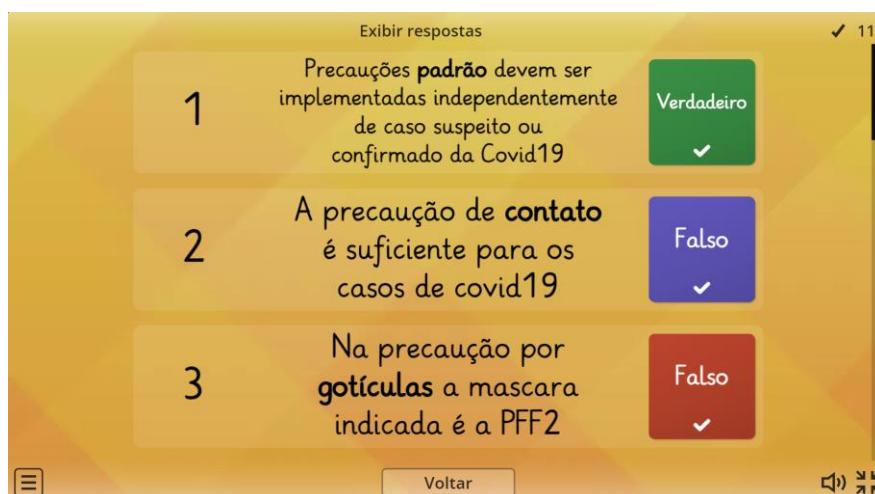 Exibir respostas
11
1
Precauções padrão devem ser
implementadas independentemente
de caso suspeito ou
confirmado da Covid19
Verdadeiro
2
A precaução de contato
é suficiente para os
casos de covid19
Falso
3
Na precaução por
gotículas a mascara
indicada é a PFF2
Falso
Voltar